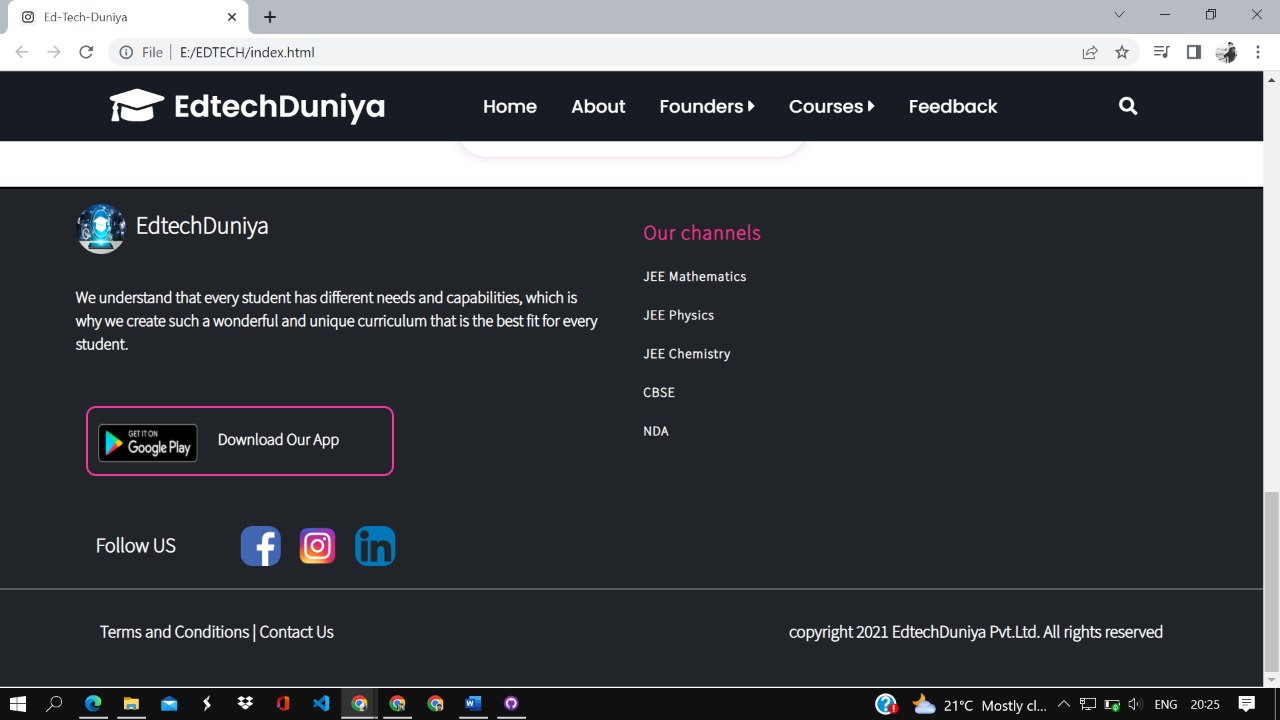 Ed-Tech-Duniya
File | E:/EDTECH/index.html
EdtechDuniya Home About Founders Courses Feedback
EdtechDuniya
We understand that every student has different needs and capabilities, which is
why we create such a wonderful and unique curriculum that is the best fit for every
student.
GET IT ON
Google Play
Download Our App
Follow US
Our channels
JEE Mathematics
JEE Physics
JEE Chemistry
CBSE
NDA
Terms and Conditions | Contact Us
copyright 2021 EdtechDuniya Pvt.Ltd. All rights reserved
21°C Mostly cl... ENG 20:25